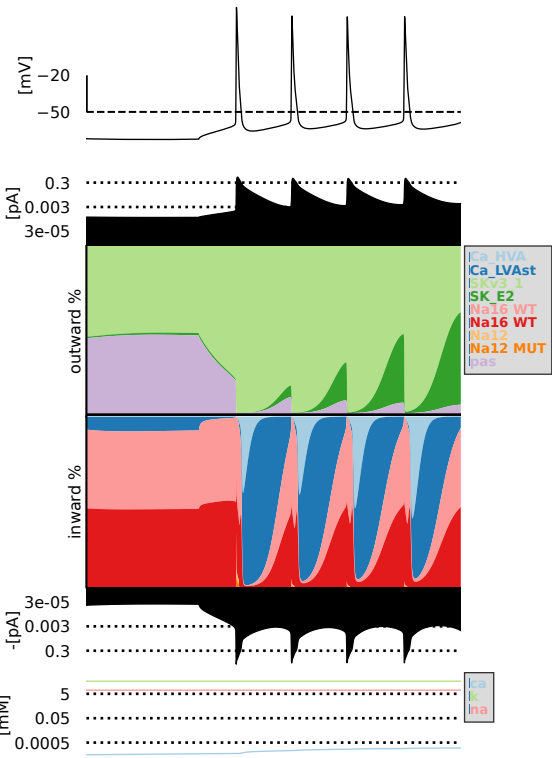 [mV]
−20
−50
[pA]
0.3
0.003
3e-05
outward %
Ca_HVA
Ca_LVAst
SKv3_1
SK_E2
Na16 WT
Na16 WT
Na12
Na12 MUT
pas
inward %
3e-05
0.003
0.3
-[pA]
ca
k
na
5
0.05
0.0005
[mM]